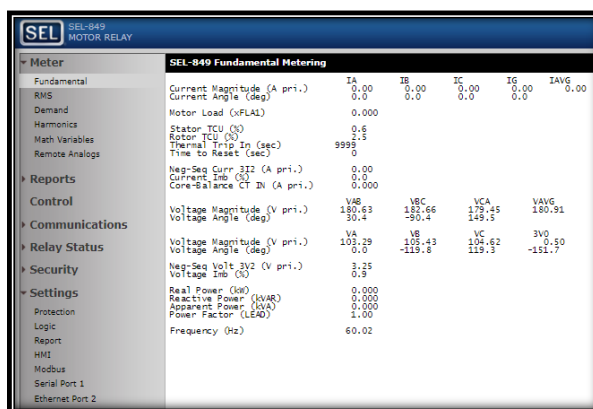 SEL SEL-849
MOTOR RELAY
Meter
Fundamental
RMS
Demand
Harmonics
Math Variables
Remote Analogs
Reports
Control
Communications
Relay Status
Security
Settings
Protection
Logic
Report
HMI
Modbus
Serial Port 1
Ethernet Port 2
SEL-849 Fundamental Metering
IA IB IC IG IAVG
Current Magnitude (A pri.) 0.00 0.00 0.00 0.00 0.00
Current Angle (deg) 0.0 0.0 0.0 0.0
Motor Load (xFLA1) 0.000
Stator TCU (%) 0.6
Rotor TCU (%) 2.5
Thermal Trip In (sec) 9999
Time to Reset (sec) 0
Neg-Seq Curr 3I2 (A pri.) 0.00
Current Imb (%) 0.0
Core-Balance CT IN (A pri.) 0.000
VAB VBC VCA VAVG
Voltage Magnitude (V pri.) 180.63 182.66 179.45 180.91
Voltage Angle (deg) 30.4 -90.4 149.5
VA VB VC 3V0
Voltage Magnitude (V pri.) 103.29 105.43 104.62 0.50
Voltage Angle (deg) 0.0 -119.8 119.3 -151.7
Neg-Seq Volt 3V2 (V pri.) 3.25
Voltage Imb (%) 0.9
Real Power (kW) 0.000
Reactive Power (kVAR) 0.000
Apparent Power (kVA) 0.000
Power Factor (LEAD) 1.00
Frequency (Hz) 60.02